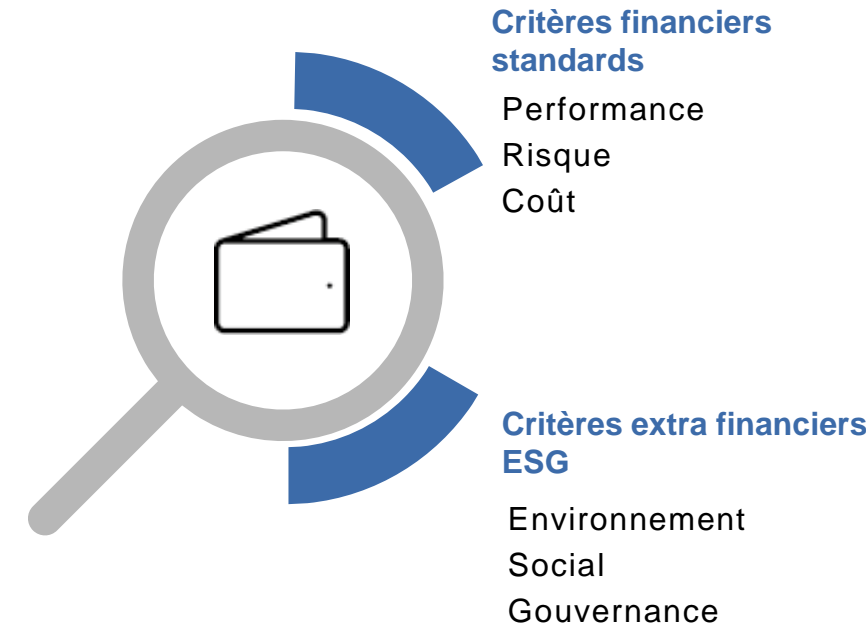 Critères financiers
standards
Performance
Risque
Coût
Critères extra financiers
ESG
Environnement
Social
Gouvernance